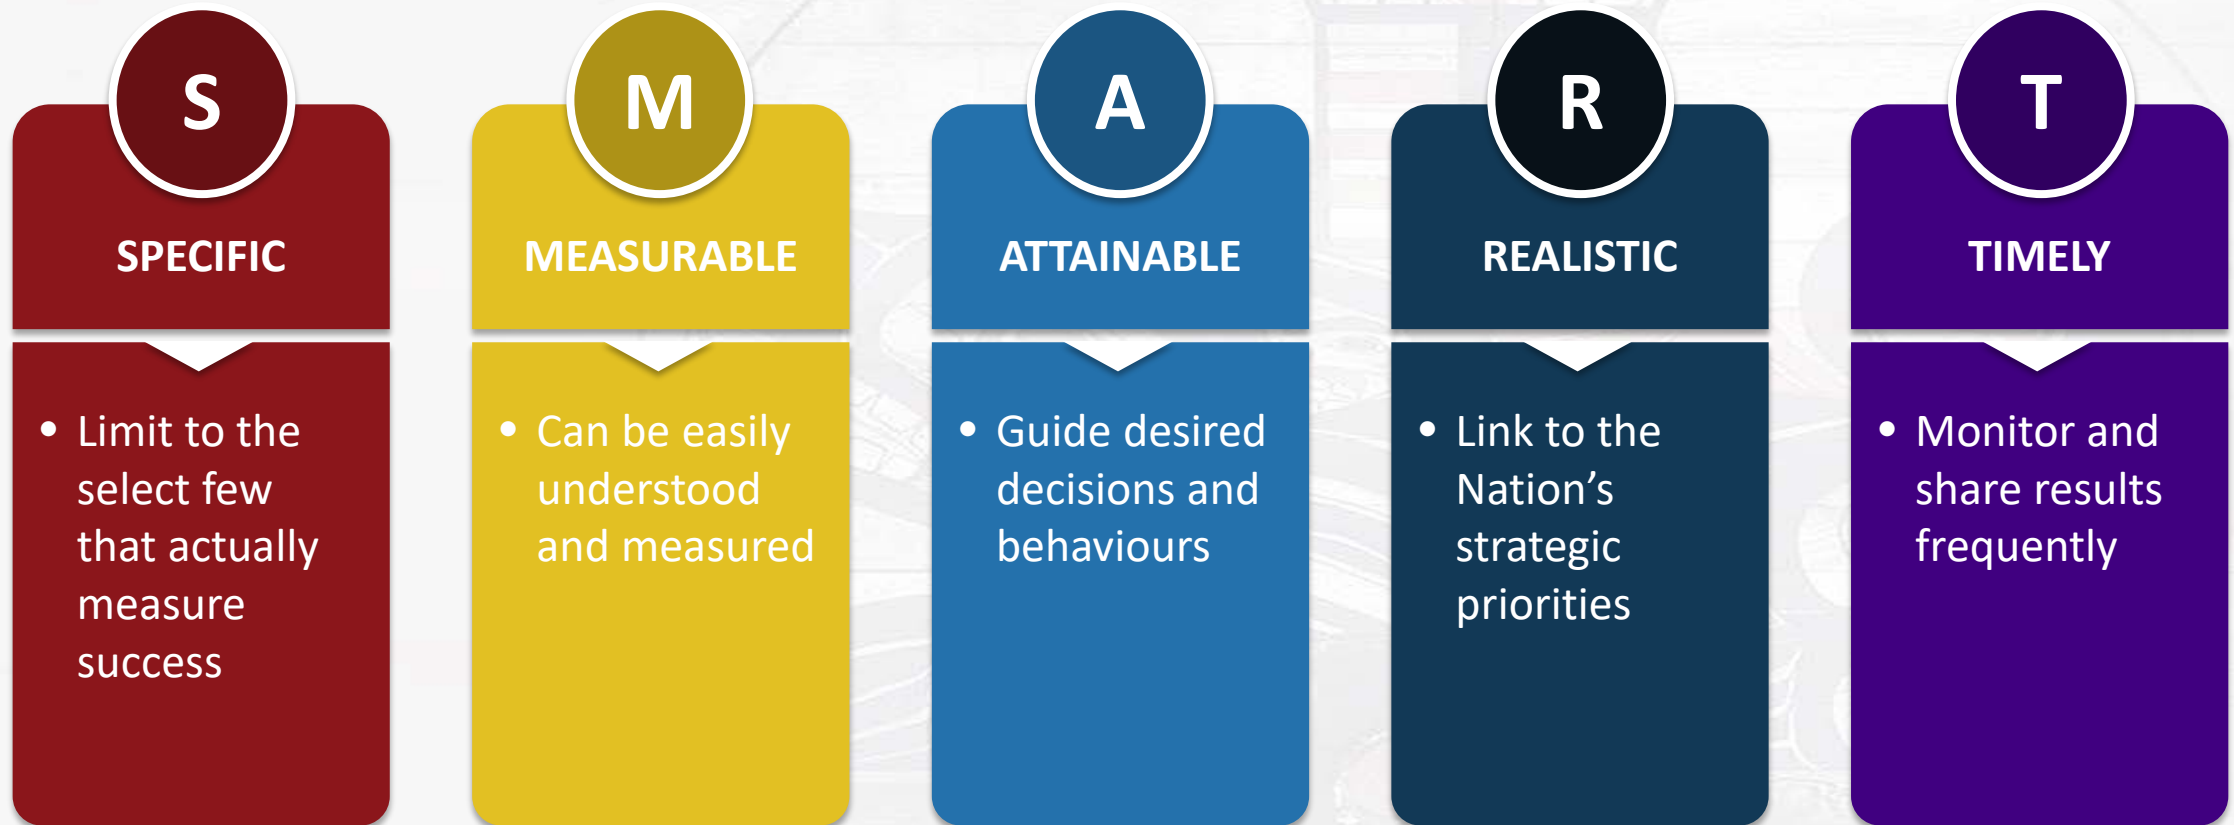 S
SPECIFIC
• Limit to the
select few
that actually
measure
success
M
MEASURABLE
• Can be easily
understood
and measured
A
ATTAINABLE
• Guide desired
decisions and
behaviours
R
REALISTIC
• Link to the
Nation’s
strategic
priorities
T
TIMELY
• Monitor and
share results
frequently